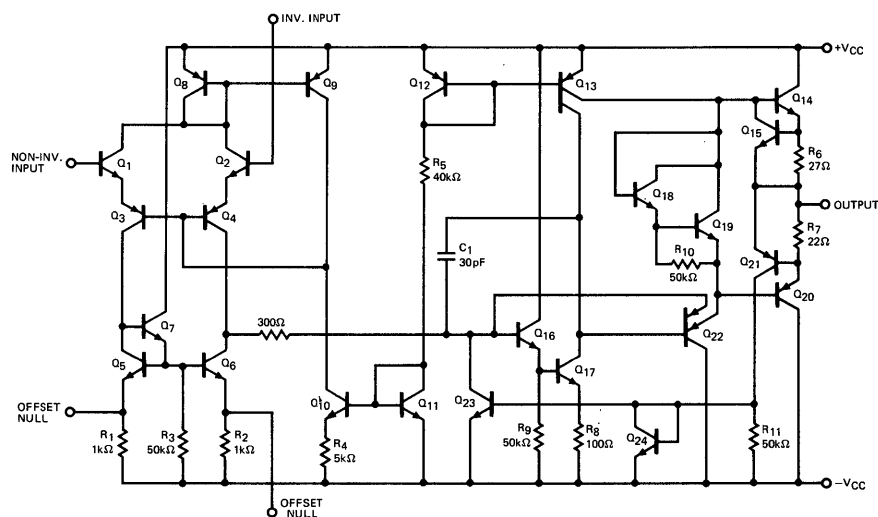 INV. INPUT
+VCC
Q8
Q9
Q12
Q13
Q14
Q15
NON-INV.
INPUT
Q1
Q2
R5
40kΩ
R6
27Ω
Q18
OUTPUT
Q3
Q4
Q19
R7
22Ω
C1
30pF
R10
50kΩ
Q21
Q20
Q7
300Ω
Q16
Q22
Q5
Q6
Q17
Q10
Q11
Q23
OFFSET
NULL
R1
1kΩ
R3
50kΩ
R2
1kΩ
R4
5kΩ
R9
50kΩ
R8
100Ω
Q24
R11
50kΩ
−VCC
OFFSET
NULL